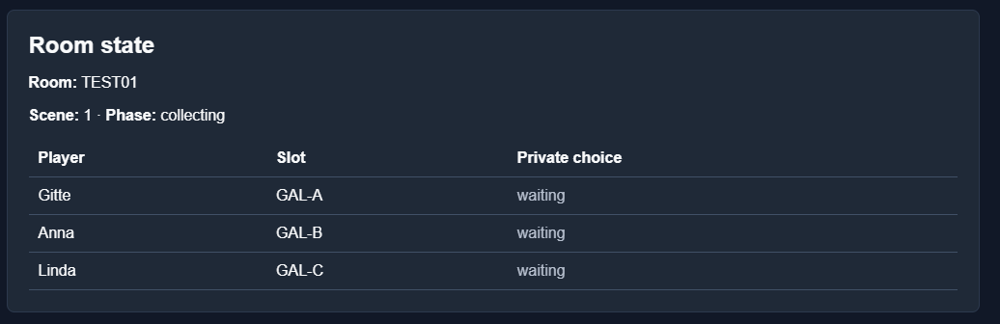 Room state
Room: TEST01
Scene: 1 · Phase: collecting
Player Slot Private choice
Gitte GAL-A waiting
Anna GAL-B waiting
Linda GAL-C waiting